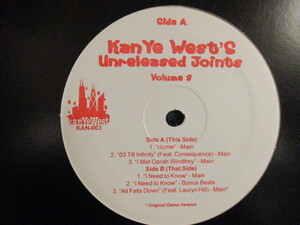 Side A
KanYe West'S
Unreleased Joints
Volume 3
kanYeWest
KAN-003
Side A (This Side)
1. "Home" - Main
2. "03 Till Infinity" (Feat. Consequence) - Main
3. "I Met Oprah Windfrey" - Main
Side B (That Side)
1. "I Need to Know" - Main
2. "I Need to Know" - Bonus Beats
3. "All Falls Down" (Feat. Lauryn Hill) - Main*
* Original Demo Version